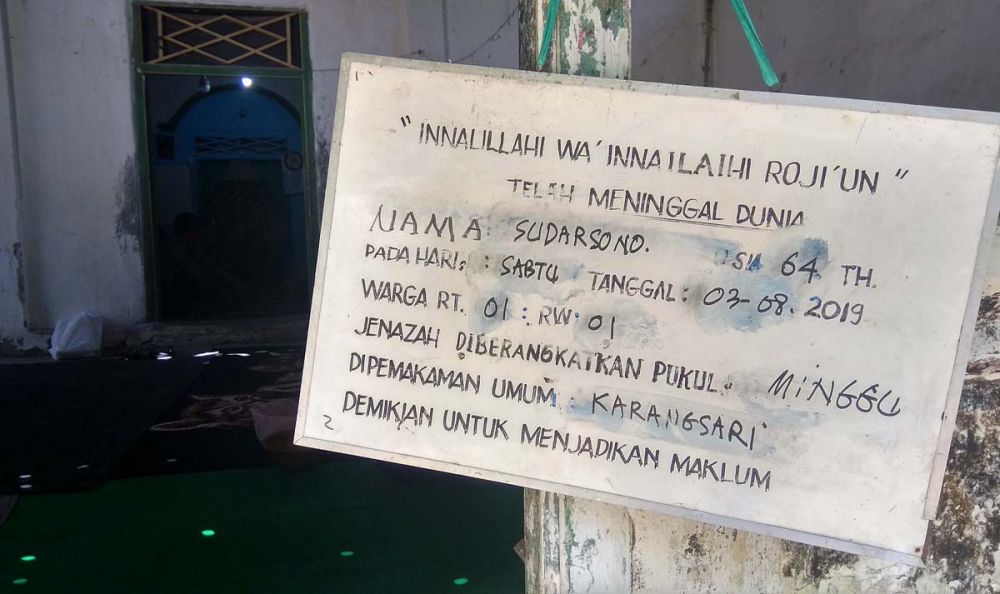 " INNALILLAHI WA'INNAILAIHI ROJI'UN "
TELAH MENINGGAL DUNIA
NAMA: SUDARSONO. USIA 64 TH.
PADA HARI: : SABTU TANGGAL : 03-08.2019
WARGA RT. 01 : RW: 01
JENAZAH DIBERANGKATKAN PUKUL. MINGGU
DIPEMAKAMAN UMUM : KARANGSARI
DEMIKIAN UNTUK MENJADIKAN MAKLUM
2